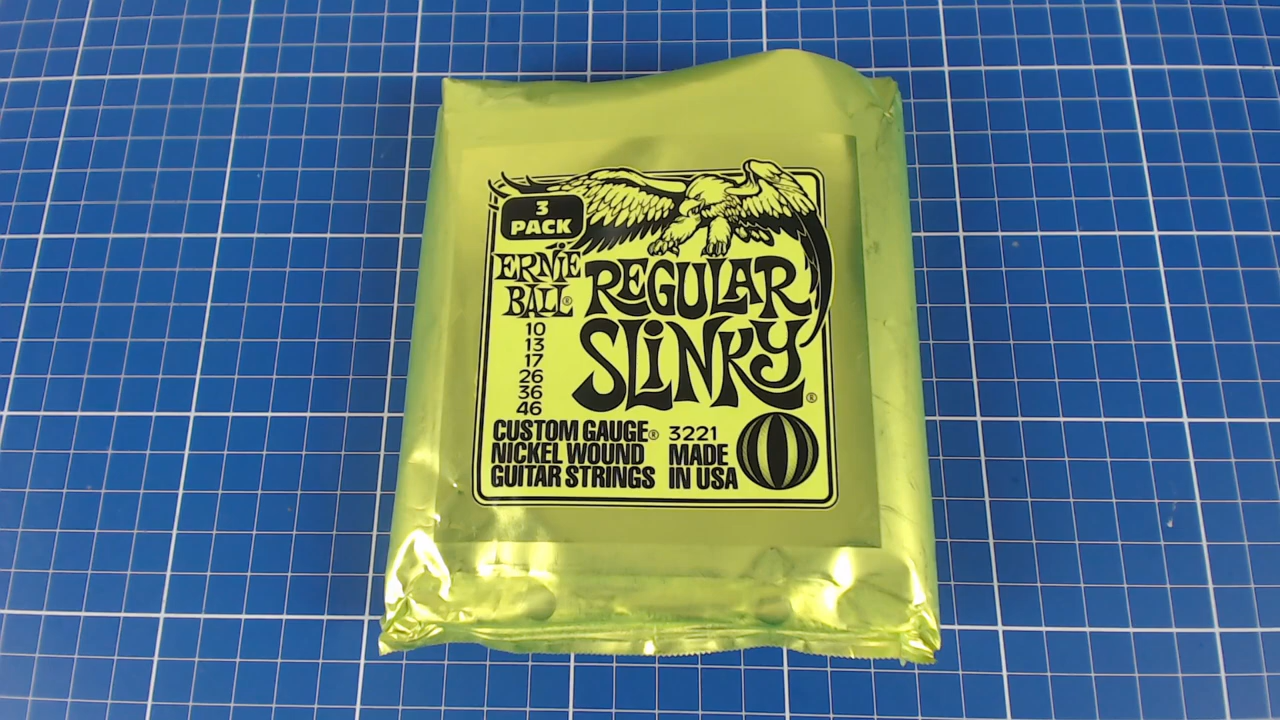 3
PACK
ERNiE
BALL®
REGULAR
SLiNKY®
10
13
17
26
36
46
CUSTOM GAUGE®
NICKEL WOUND
GUITAR STRINGS
3221
MADE
IN USA